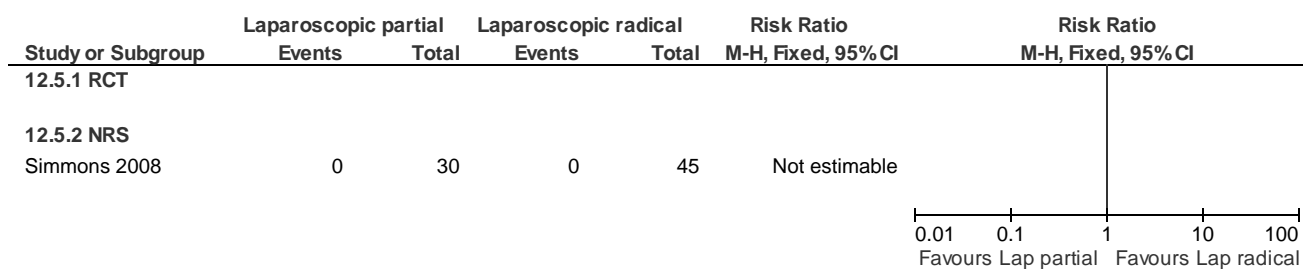 Laparoscopic partial Laparoscopic radical Risk Ratio Risk Ratio
Study or Subgroup Events Total Events Total M-H, Fixed, 95% CI M-H, Fixed, 95% CI
12.5.1 RCT
12.5.2 NRS
Simmons 2008 0 30 0 45 Not estimable
0.01 0.1 1 10 100
Favours Lap partial Favours Lap radical